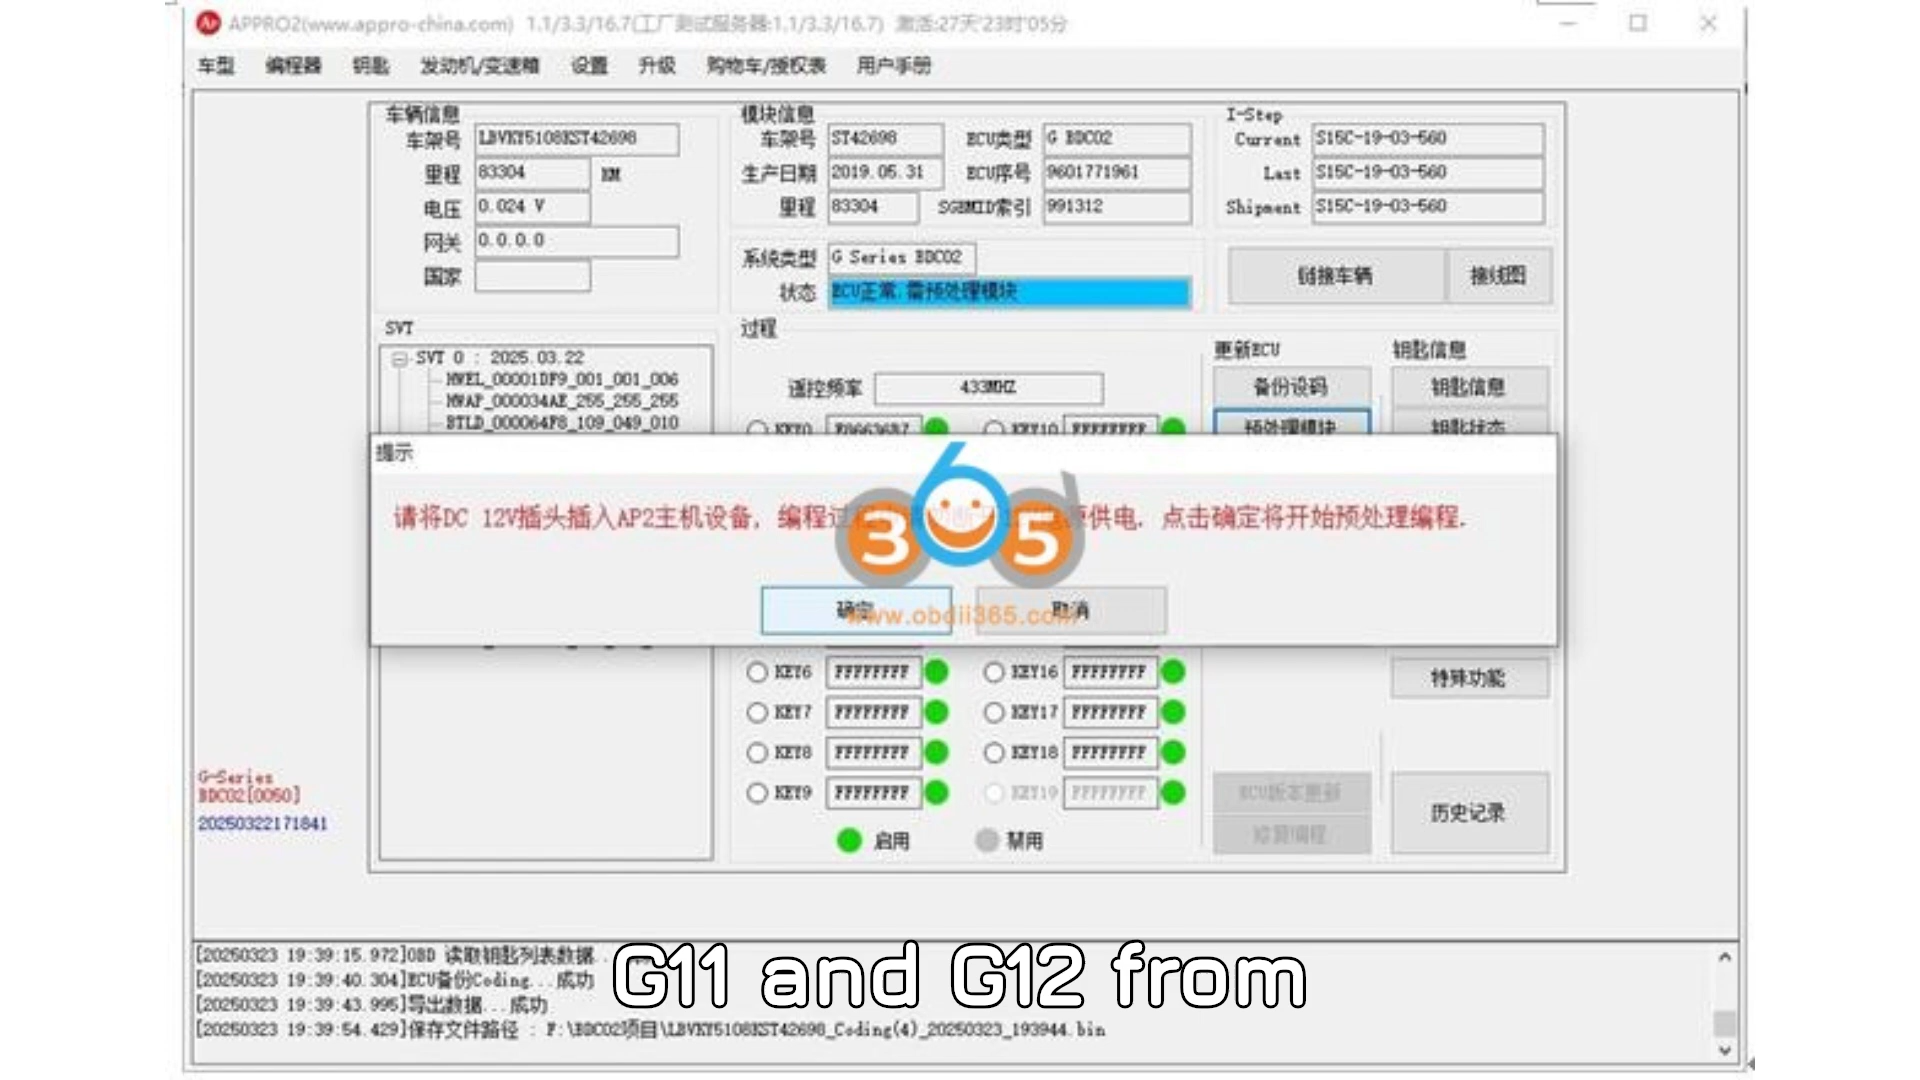 APPRO2(www.appro-china.com) 1.1/3.3/16.7(工厂测试服务器:1.1/3.3/16.7) 激活:27天23时05分
车型 编程器 钥匙 发动机/变速箱 设置 升级 购物车/授权表 用户手册
车辆信息
车架号 LBVKY5108KST42698
里程 83304 KM
电压 0.024 V
网关 0.0.0.0
国家
模块信息
车架号 ST42698 ECU类型 G BDC02
生产日期 2019.05.31 ECU序号 9601771961
里程 83304 SGBMID索引 991312
I-Step
Current S15C-19-03-560
Last S15C-19-03-560
Shipment S15C-19-03-560
系统类型 G Series BDC02
状态 ECU正常,需预处理模块
链接车辆 接线图
SVT
SVT 0 : 2025.03.22
HWEL_00001DF9_001_001_006
HWAP_000034AE_255_255_255
BTLD_000064F8_109_049_010
过程
遥控频率 433MHZ
KEY0 KEY10 FFFFFFFF
更新ECU
备份设码
预处理模块
钥匙信息
钥匙信息
钥匙状态
提示
请将DC 12V插头插入AP2主机设备, 编程过 源供电. 点击确定将开始预处理编程.
365
确定 取消
www.obdii365.com
KEY6 FFFFFFFF KEY16 FFFFFFFF
KEY7 FFFFFFFF KEY17 FFFFFFFF
KEY8 FFFFFFFF KEY18 FFFFFFFF
KEY9 FFFFFFFF KEY19 FFFFFFFF
启用 禁用
特殊功能
ECU版本更新
历史记录
G-Series
BDC02[0050]
20250322171841
[20250323 19:39:15.972]OBD 读取钥匙列表数据..
[20250323 19:39:40.304]ECU备份Coding...成功
[20250323 19:39:43.995]导出数据...成功
[20250323 19:39:54.429]保存文件路径 : F:\BDC02项目\LBVKY5108KST42698_Coding(4)_20250323_193944.bin
G11 and G12 from